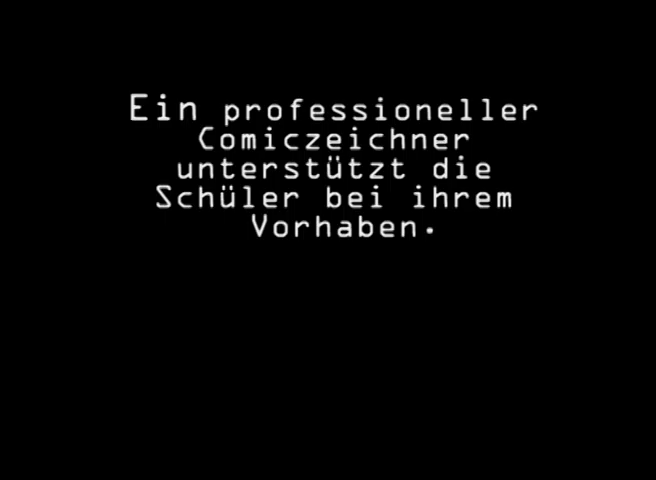 Ein professioneller
Comiczeichner
unterstützt die
Schüler bei ihrem
Vorhaben.